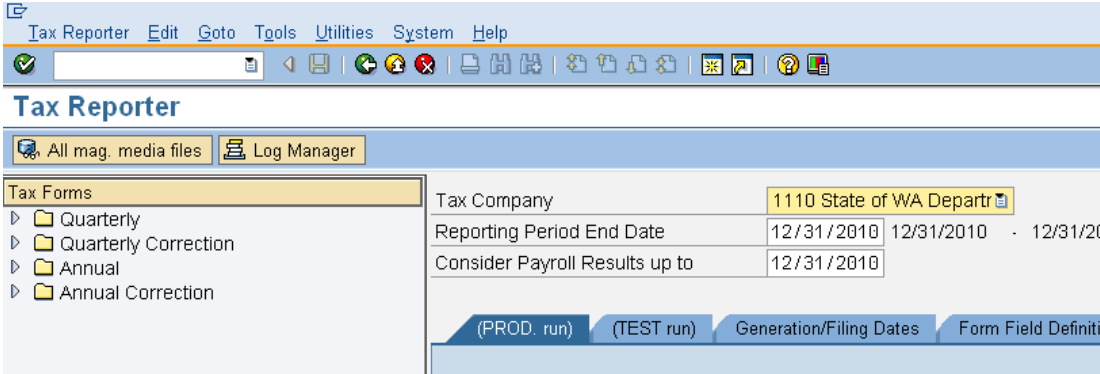 Tax Reporter Edit Goto Tools Utilities System Help
Tax Reporter
All mag. media files Log Manager
Tax Forms
Quarterly
Quarterly Correction
Annual
Annual Correction
Tax Company 1110 State of WA Departr
Reporting Period End Date 12/31/2010 12/31/2010 - 12/31/20
Consider Payroll Results up to 12/31/2010
(PROD. run) (TEST run) Generation/Filing Dates Form Field Definiti